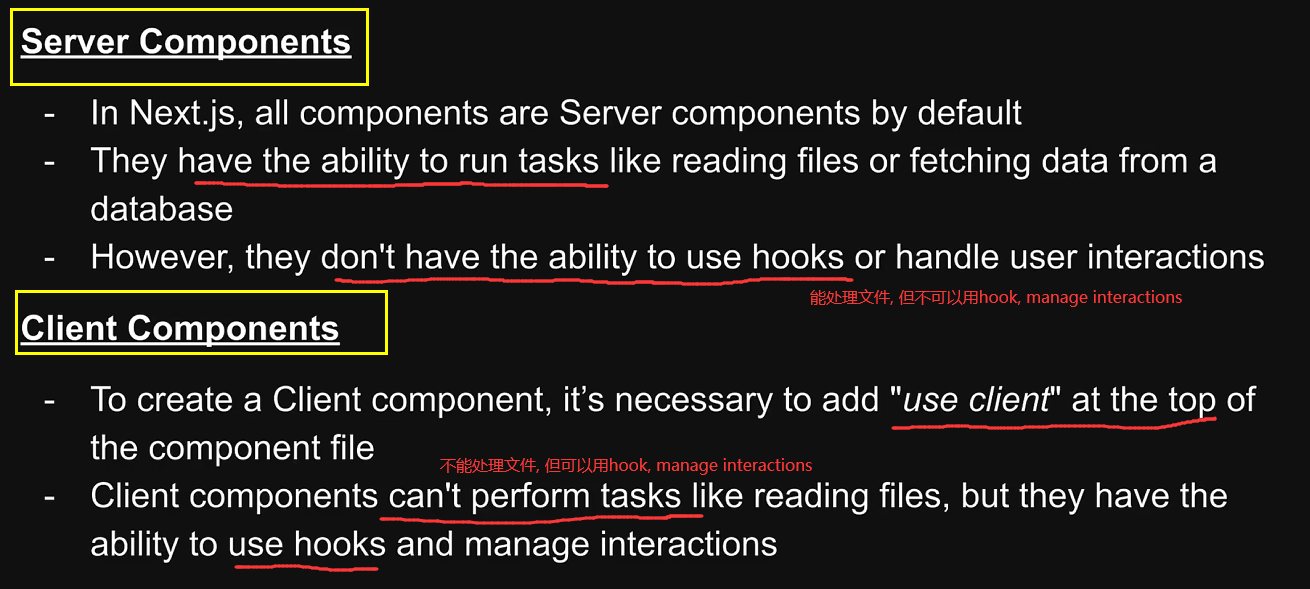 Server Components
- In Next.js, all components are Server components by default
- They have the ability to run tasks like reading files or fetching data from a
database
- However, they don't have the ability to use hooks or handle user interactions
能处理文件, 但不可以用hook, manage interactions
Client Components
- To create a Client component, it’s necessary to add "use client" at the top of
the component file
不能处理文件, 但可以用hook, manage interactions
- Client components can't perform tasks like reading files, but they have the
ability to use hooks and manage interactions